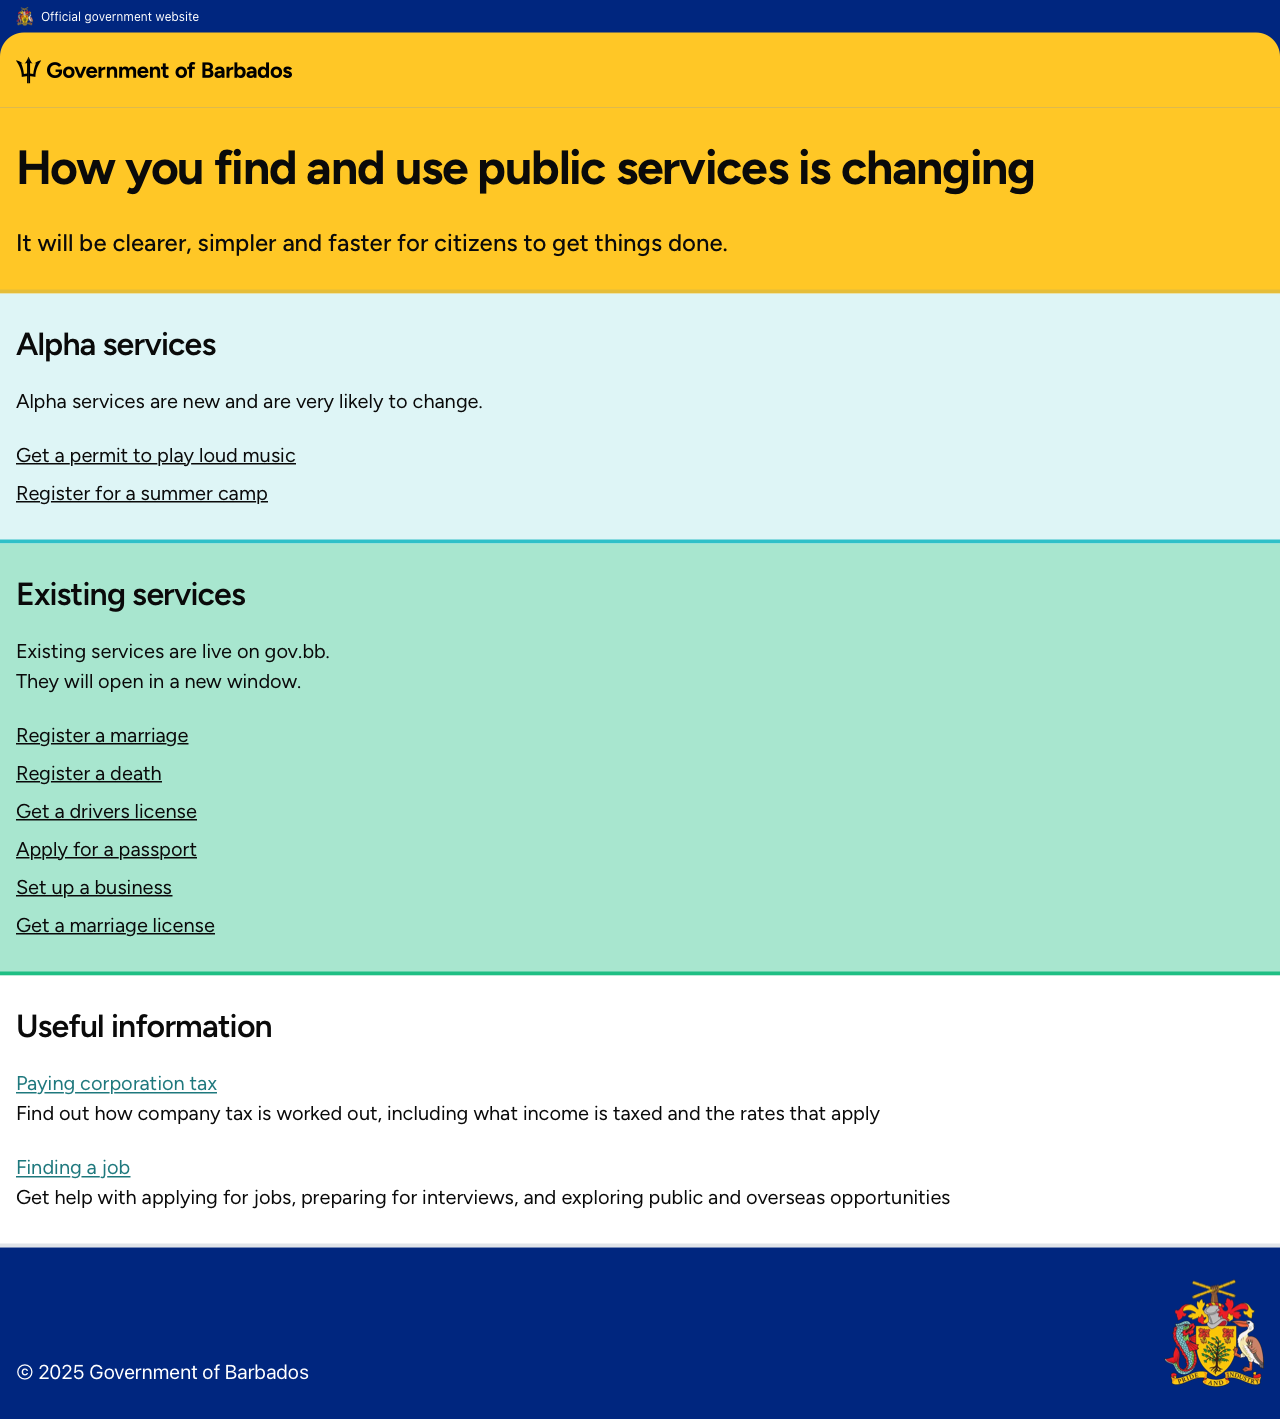 Official government website
Government of Barbados
How you find and use public services is changing
It will be clearer, simpler and faster for citizens to get things done.
Alpha services
Alpha services are new and are very likely to change.
Get a permit to play loud music
Register for a summer camp
Existing services
Existing services are live on gov.bb.
They will open in a new window.
Register a marriage
Register a death
Get a drivers license
Apply for a passport
Set up a business
Get a marriage license
Useful information
Paying corporation tax
Find out how company tax is worked out, including what income is taxed and the rates that apply
Finding a job
Get help with applying for jobs, preparing for interviews, and exploring public and overseas opportunities
PRIDE AND INDUSTRY
© 2025 Government of Barbados